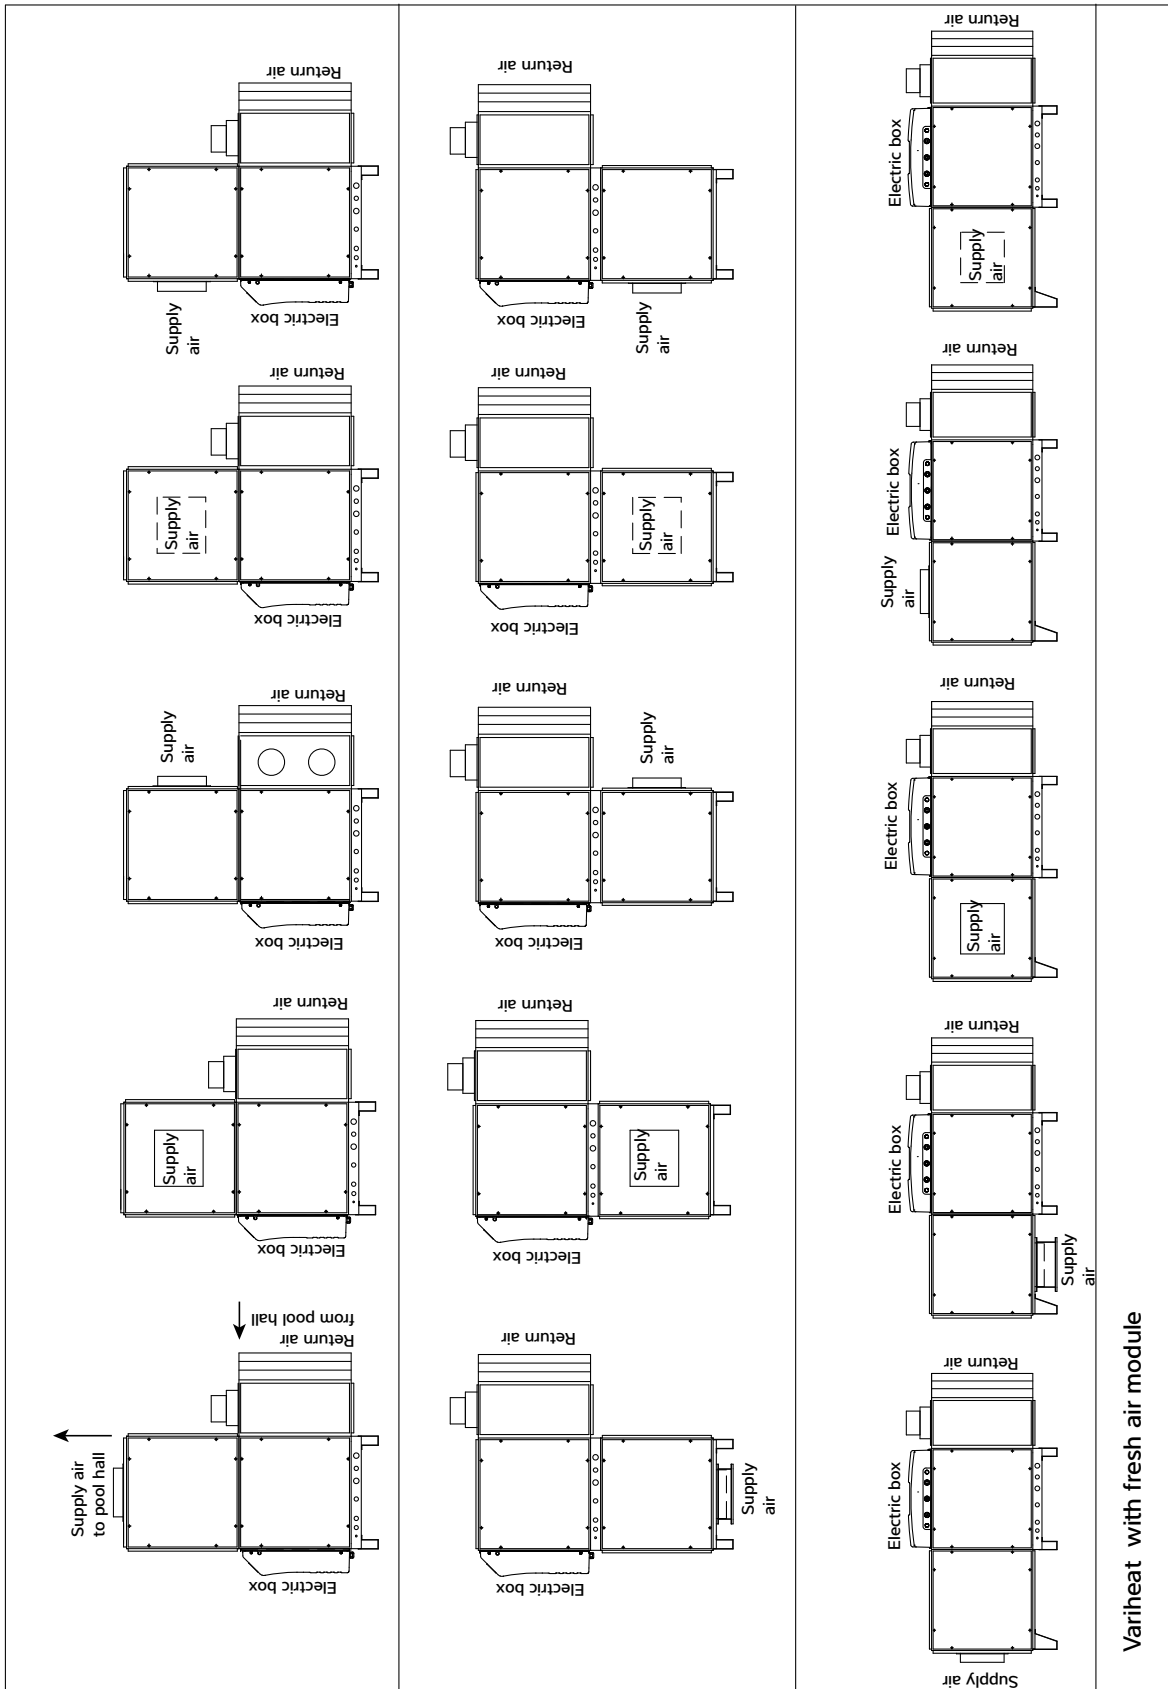 Return air
Supply
air
Electric box
Return air
Supply
air
Electric box
Return air
Supply
air
Electric box
Return air
Supply
air
Electric box
Return air
from pool hall
Supply air
to pool hall
Electric box
Return air
Supply
air
Electric box
Return air
Supply
air
Electric box
Return air
Supply
air
Electric box
Return air
Supply
air
Electric box
Return air
Supply
air
Electric box
Return air
Electric box
Supply
air
Return air
Electric box
Supply
air
Return air
Electric box
Supply
air
Return air
Electric box
Supply
air
Return air
Electric box
Supply air
Variheat with fresh air module